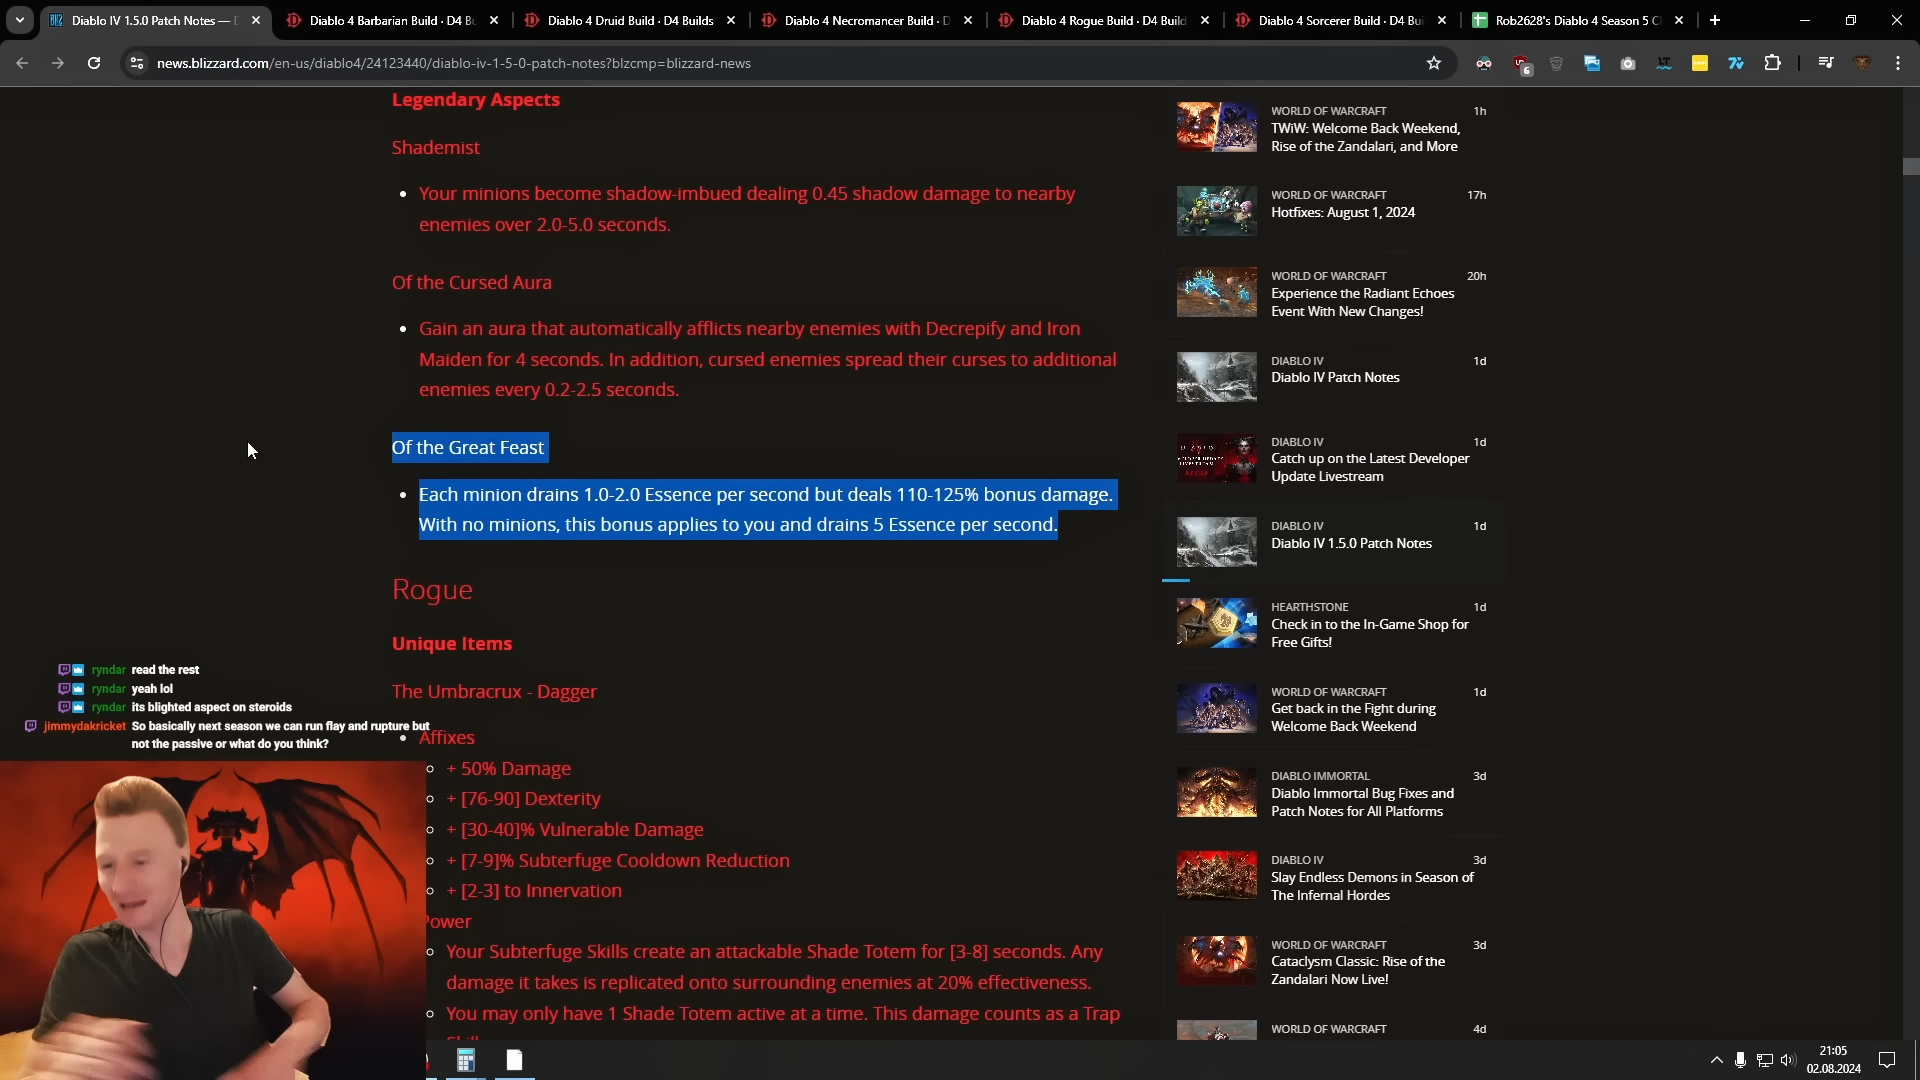 Diablo IV 1.5.0 Patch Notes — D
Diablo 4 Barbarian Build · D4 Bu
Diablo 4 Druid Build · D4 Builds
Diablo 4 Necromancer Build · D
Diablo 4 Rogue Build · D4 Build
Diablo 4 Sorcerer Build · D4 Bui
Rob2628's Diablo 4 Season 5 C
news.blizzard.com/en-us/diablo4/24123440/diablo-iv-1-5-0-patch-notes?blzcmp=blizzard-news
6
Legendary Aspects
Shademist
Your minions become shadow-imbued dealing 0.45 shadow damage to nearby
enemies over 2.0-5.0 seconds.
Of the Cursed Aura
Gain an aura that automatically afflicts nearby enemies with Decrepify and Iron
Maiden for 4 seconds. In addition, cursed enemies spread their curses to additional
enemies every 0.2-2.5 seconds.
Of the Great Feast
Each minion drains 1.0-2.0 Essence per second but deals 110-125% bonus damage.
With no minions, this bonus applies to you and drains 5 Essence per second.
Rogue
Unique Items
The Umbracrux - Dagger
Affixes
+ 50% Damage
+ [76-90] Dexterity
+ [30-40]% Vulnerable Damage
+ [7-9]% Subterfuge Cooldown Reduction
+ [2-3] to Innervation
Power
Your Subterfuge Skills create an attackable Shade Totem for [3-8] seconds. Any
damage it takes is replicated onto surrounding enemies at 20% effectiveness.
You may only have 1 Shade Totem active at a time. This damage counts as a Trap
ryndar read the rest
ryndar yeah lol
ryndar its blighted aspect on steroids
jimmydakricket So basically next season we can run flay and rupture but
not the passive or what do you think?
WORLD OF WARCRAFT 1h
TWiW: Welcome Back Weekend,
Rise of the Zandalari, and More
WORLD OF WARCRAFT 17h
Hotfixes: August 1, 2024
WORLD OF WARCRAFT 20h
Experience the Radiant Echoes
Event With New Changes!
DIABLO IV 1d
Diablo IV Patch Notes
DIABLO IV 1d
Catch up on the Latest Developer
Update Livestream
DIABLO IV 1d
Diablo IV 1.5.0 Patch Notes
HEARTHSTONE 1d
Check in to the In-Game Shop for
Free Gifts!
WORLD OF WARCRAFT 1d
Get back in the Fight during
Welcome Back Weekend
DIABLO IMMORTAL 3d
Diablo Immortal Bug Fixes and
Patch Notes for All Platforms
DIABLO IV 3d
Slay Endless Demons in Season of
The Infernal Hordes
WORLD OF WARCRAFT 3d
Cataclysm Classic: Rise of the
Zandalari Now Live!
WORLD OF WARCRAFT 4d
21:05
02.08.2024